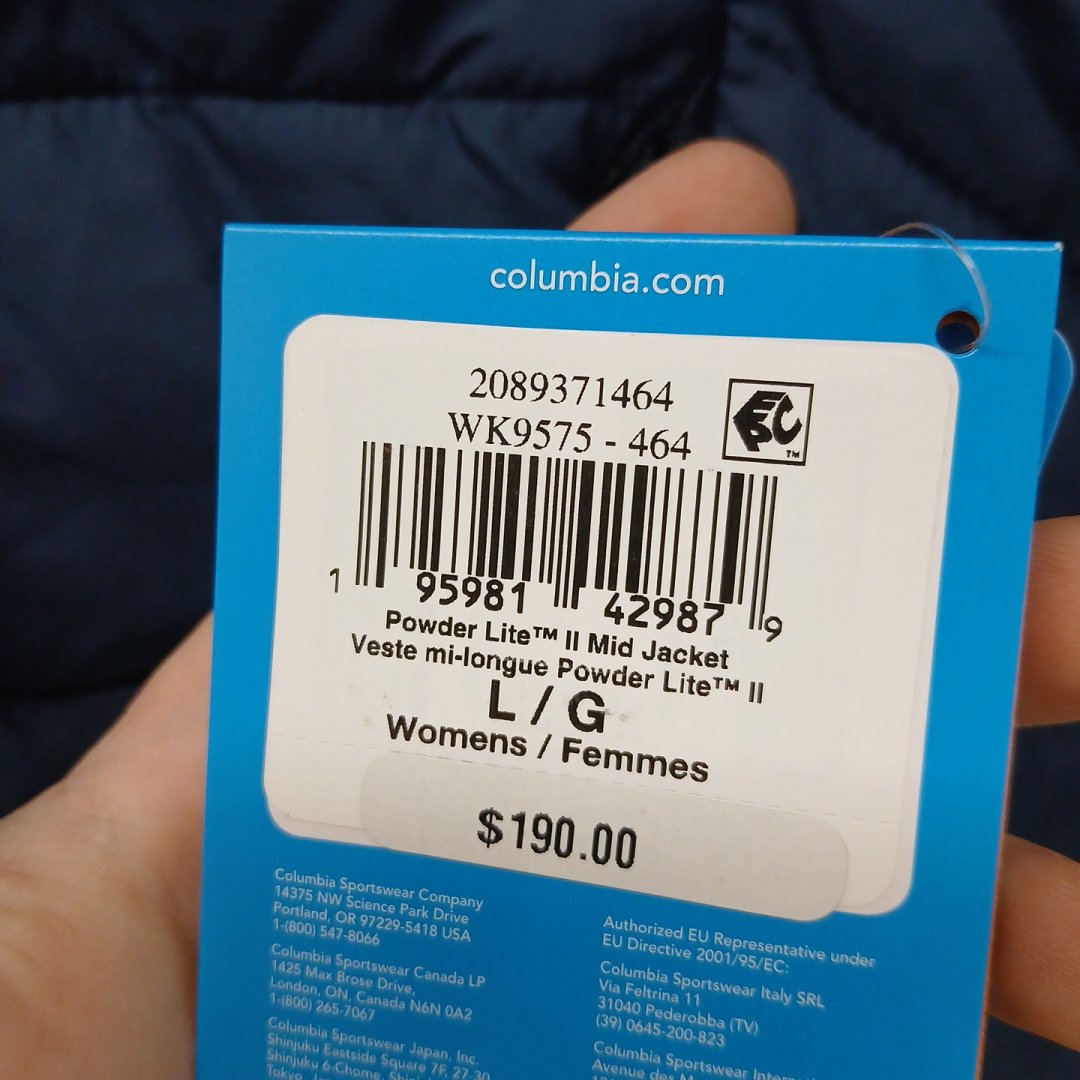 columbia.com
2089371464
WK9575 - 464
EPC™
1 95981 42987 9
Powder Lite™ II Mid Jacket
Veste mi-longue Powder Lite™ II
L / G
Womens / Femmes
$190.00
Columbia Sportswear Company
14375 NW Science Park Drive
Portland, OR 97229-5418 USA
1-(800) 547-8066
Columbia Sportswear Canada LP
1425 Max Brose Drive,
London, ON, Canada N6N 0A2
1-(800) 265-7067
Columbia Sportswear Japan, Inc.
Shinjuku Eastside Square 7F, 27-30
Shinjuku 6-Chome,
Tokyo,
Authorized EU Representative under
EU Directive 2001/95/EC:
Columbia Sportswear Italy SRL
Via Feltrina 11
31040 Pederobba (TV)
(39) 0645-200-823
Columbia Sportswear
Avenue des